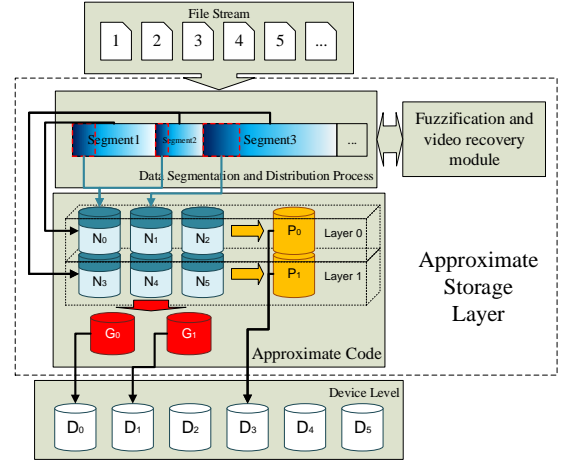 File Stream
1 2 3 4 5 ...
Segment1 Segment2 Segment3 ...
Data Segmentation and Distribution Process
Fuzzification and
video recovery
module
N0 N1 N2 P0 Layer 0
N3 N4 N5 P1 Layer 1
G0 G1
Approximate Code
Approximate
Storage
Layer
Device Level
D0 D1 D2 D3 D4 D5